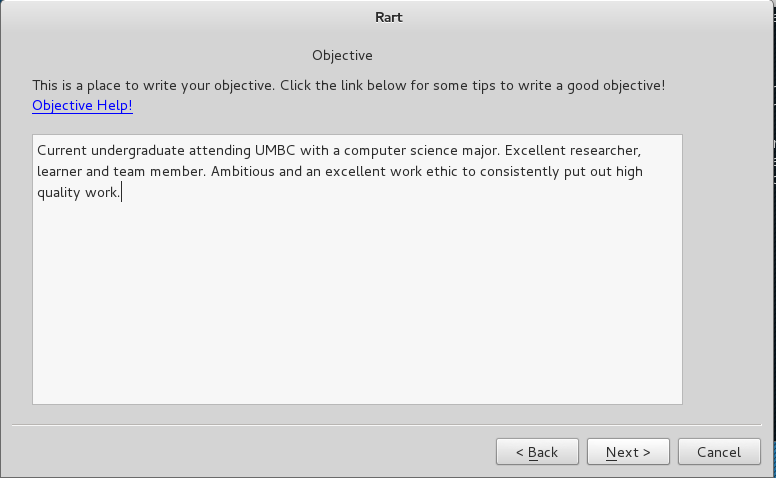 Rart
Objective
This is a place to write your objective. Click the link below for some tips to write a good objective!
Objective Help!
Current undergraduate attending UMBC with a computer science major. Excellent researcher,
learner and team member. Ambitious and an excellent work ethic to consistently put out high
quality work.
< Back
Next >
Cancel